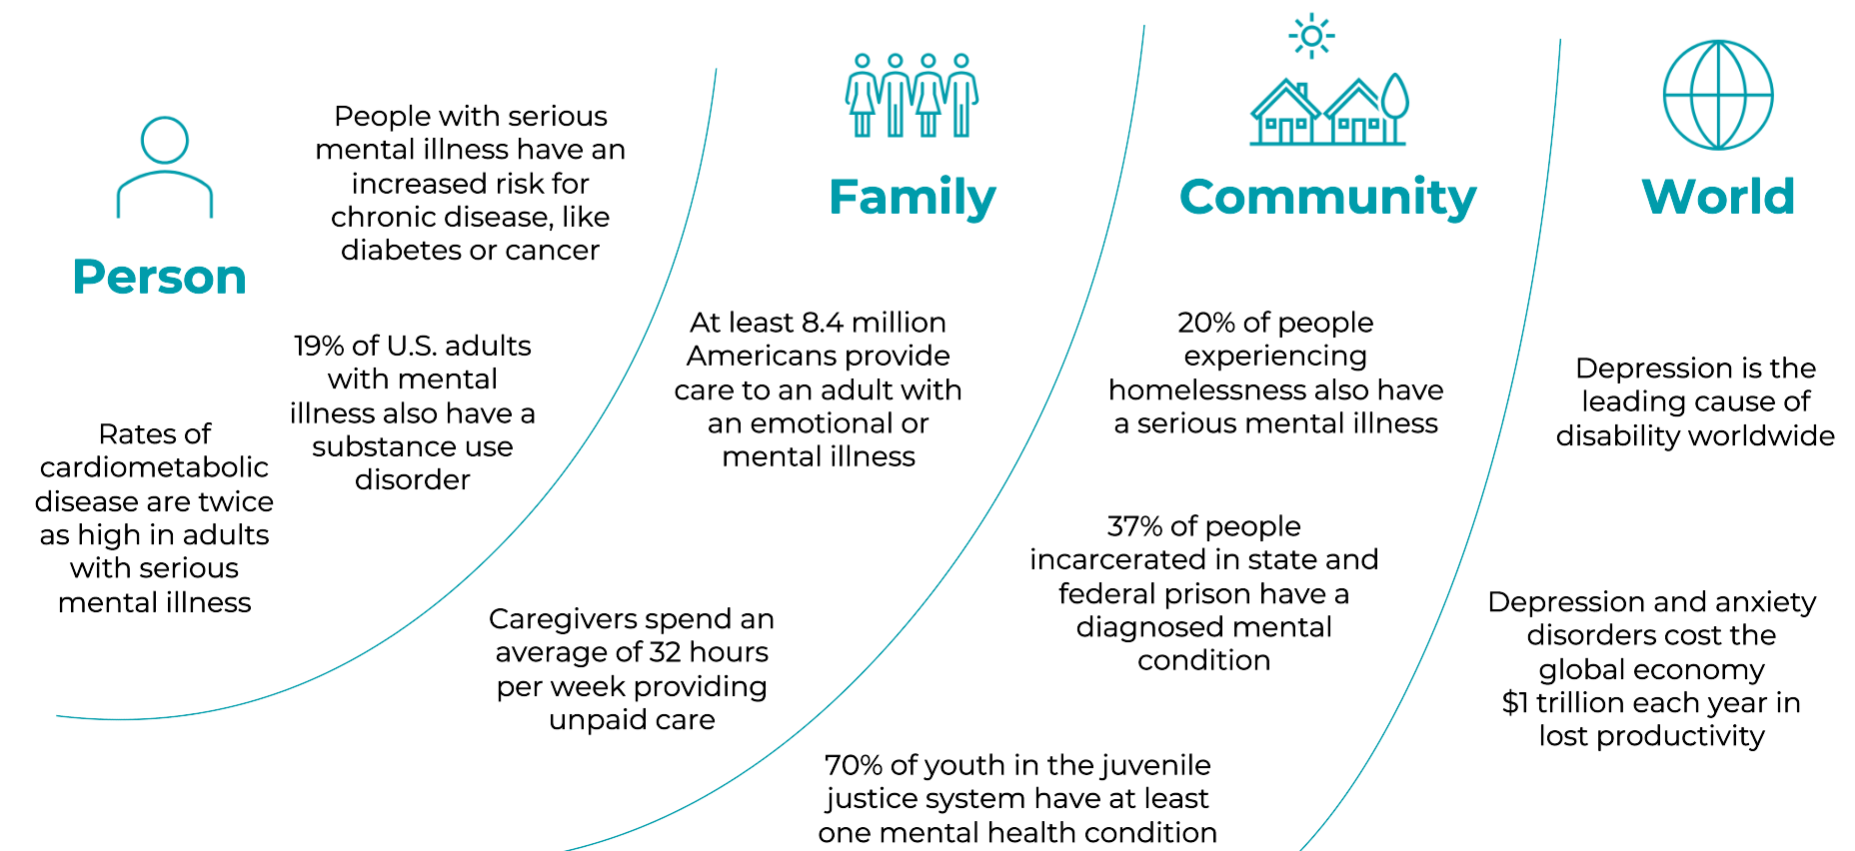 Person
People with serious
mental illness have an
increased risk for
chronic disease, like
diabetes or cancer
19% of U.S. adults
with mental
illness also have a
substance use
disorder
Rates of
cardiometabolic
disease are twice
as high in adults
with serious
mental illness
Family
At least 8.4 million
Americans provide
care to an adult with
an emotional or
mental illness
Caregivers spend an
average of 32 hours
per week providing
unpaid care
Community
20% of people
experiencing
homelessness also have
a serious mental illness
37% of people
incarcerated in state and
federal prison have a
diagnosed mental
condition
70% of youth in the juvenile
justice system have at least
one mental health condition
World
Depression is the
leading cause of
disability worldwide
Depression and anxiety
disorders cost the
global economy
$1 trillion each year in
lost productivity